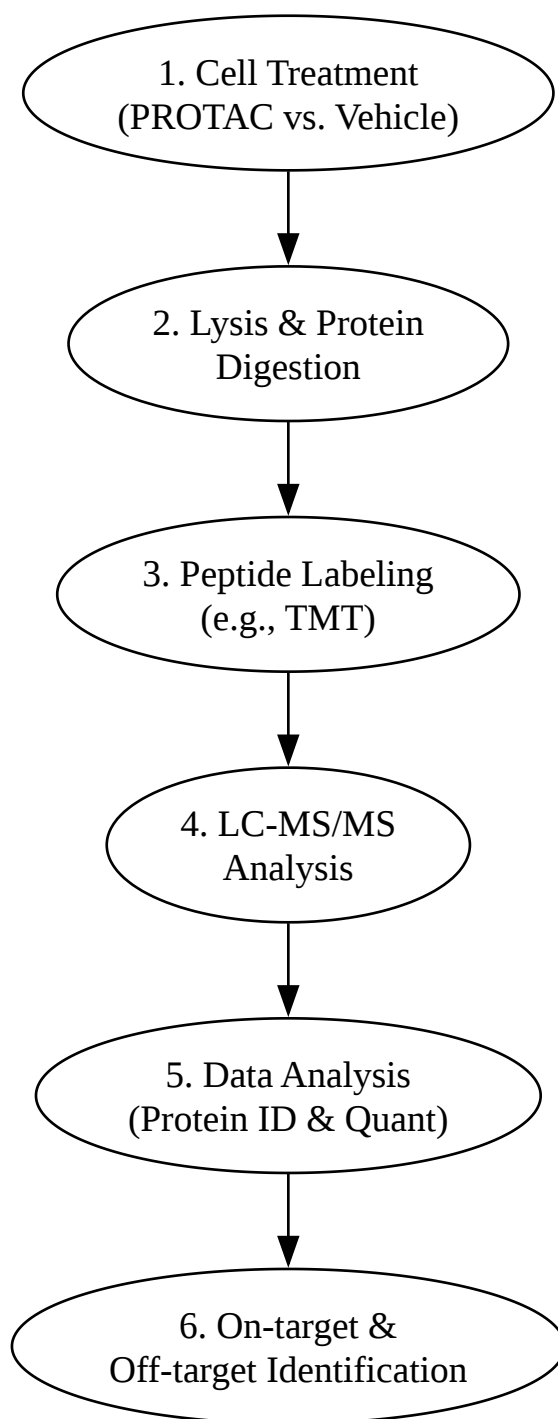 1. Cell Treatment
(PROTAC vs. Vehicle)
2. Lysis & Protein
Digestion
3. Peptide Labeling
(e.g., TMT)
4. LC-MS/MS
Analysis
5. Data Analysis
(Protein ID & Quant)
6. On-target &
Off-target Identification